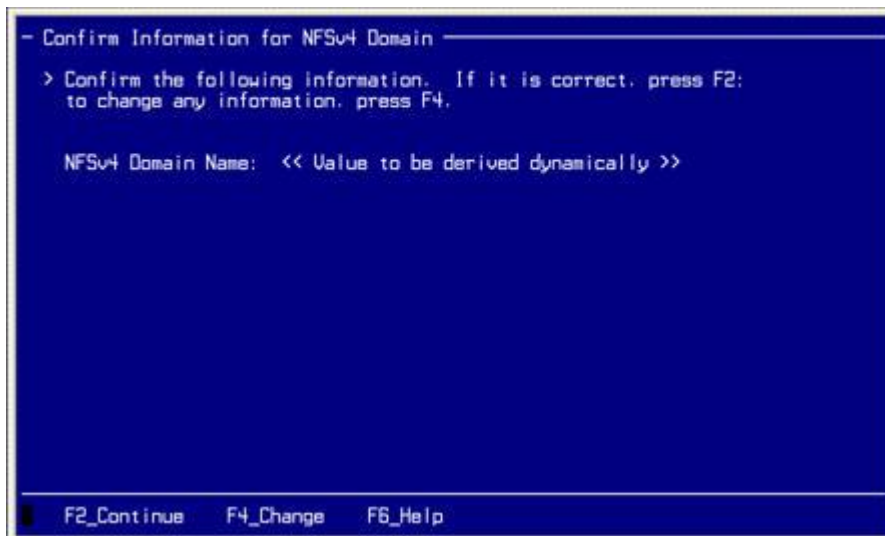 - Confirm Information for NFSv4 Domain
> Confirm the following information. If it is correct, press F2;
to change any information, press F4.
NFSv4 Domain Name: << Value to be derived dynamically >>
F2_Continue F4_Change F6_Help